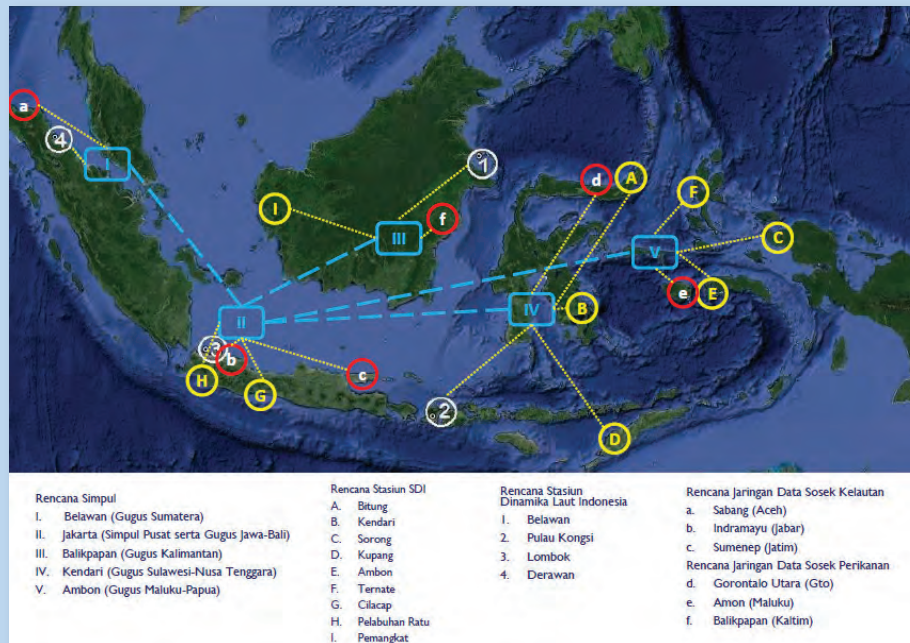 a
4
I
1
d
A
F
I
III
f
V
C
e
E
II
IV
B
3
b
c
H
G
2
D
Rencana Simpul
I. Belawan (Gugus Sumatera)
II. Jakarta (Simpul Pusat serta Gugus Jawa-Bali)
III. Balikpapan (Gugus Kalimantan)
IV. Kendari (Gugus Sulawesi-Nusa Tenggara)
V. Ambon (Gugus Maluku-Papua)
Rencana Stasiun SDI
A. Bitung
B. Kendari
C. Sorong
D. Kupang
E. Ambon
F. Ternate
G. Cilacap
H. Pelabuhan Ratu
I. Pemangkat
Rencana Stasiun
Dinamika Laut Indonesia
1. Belawan
2. Pulau Kongsi
3. Lombok
4. Derawan
Rencana Jaringan Data Sosek Kelautan
a. Sabang (Aceh)
b. Indramayu (Jabar)
c. Sumenep (Jatim)
Rencana Jaringan Data Sosek Perikanan
d. Gorontalo Utara (Gto)
e. Amon (Maluku)
f. Balikpapan (Kaltim)